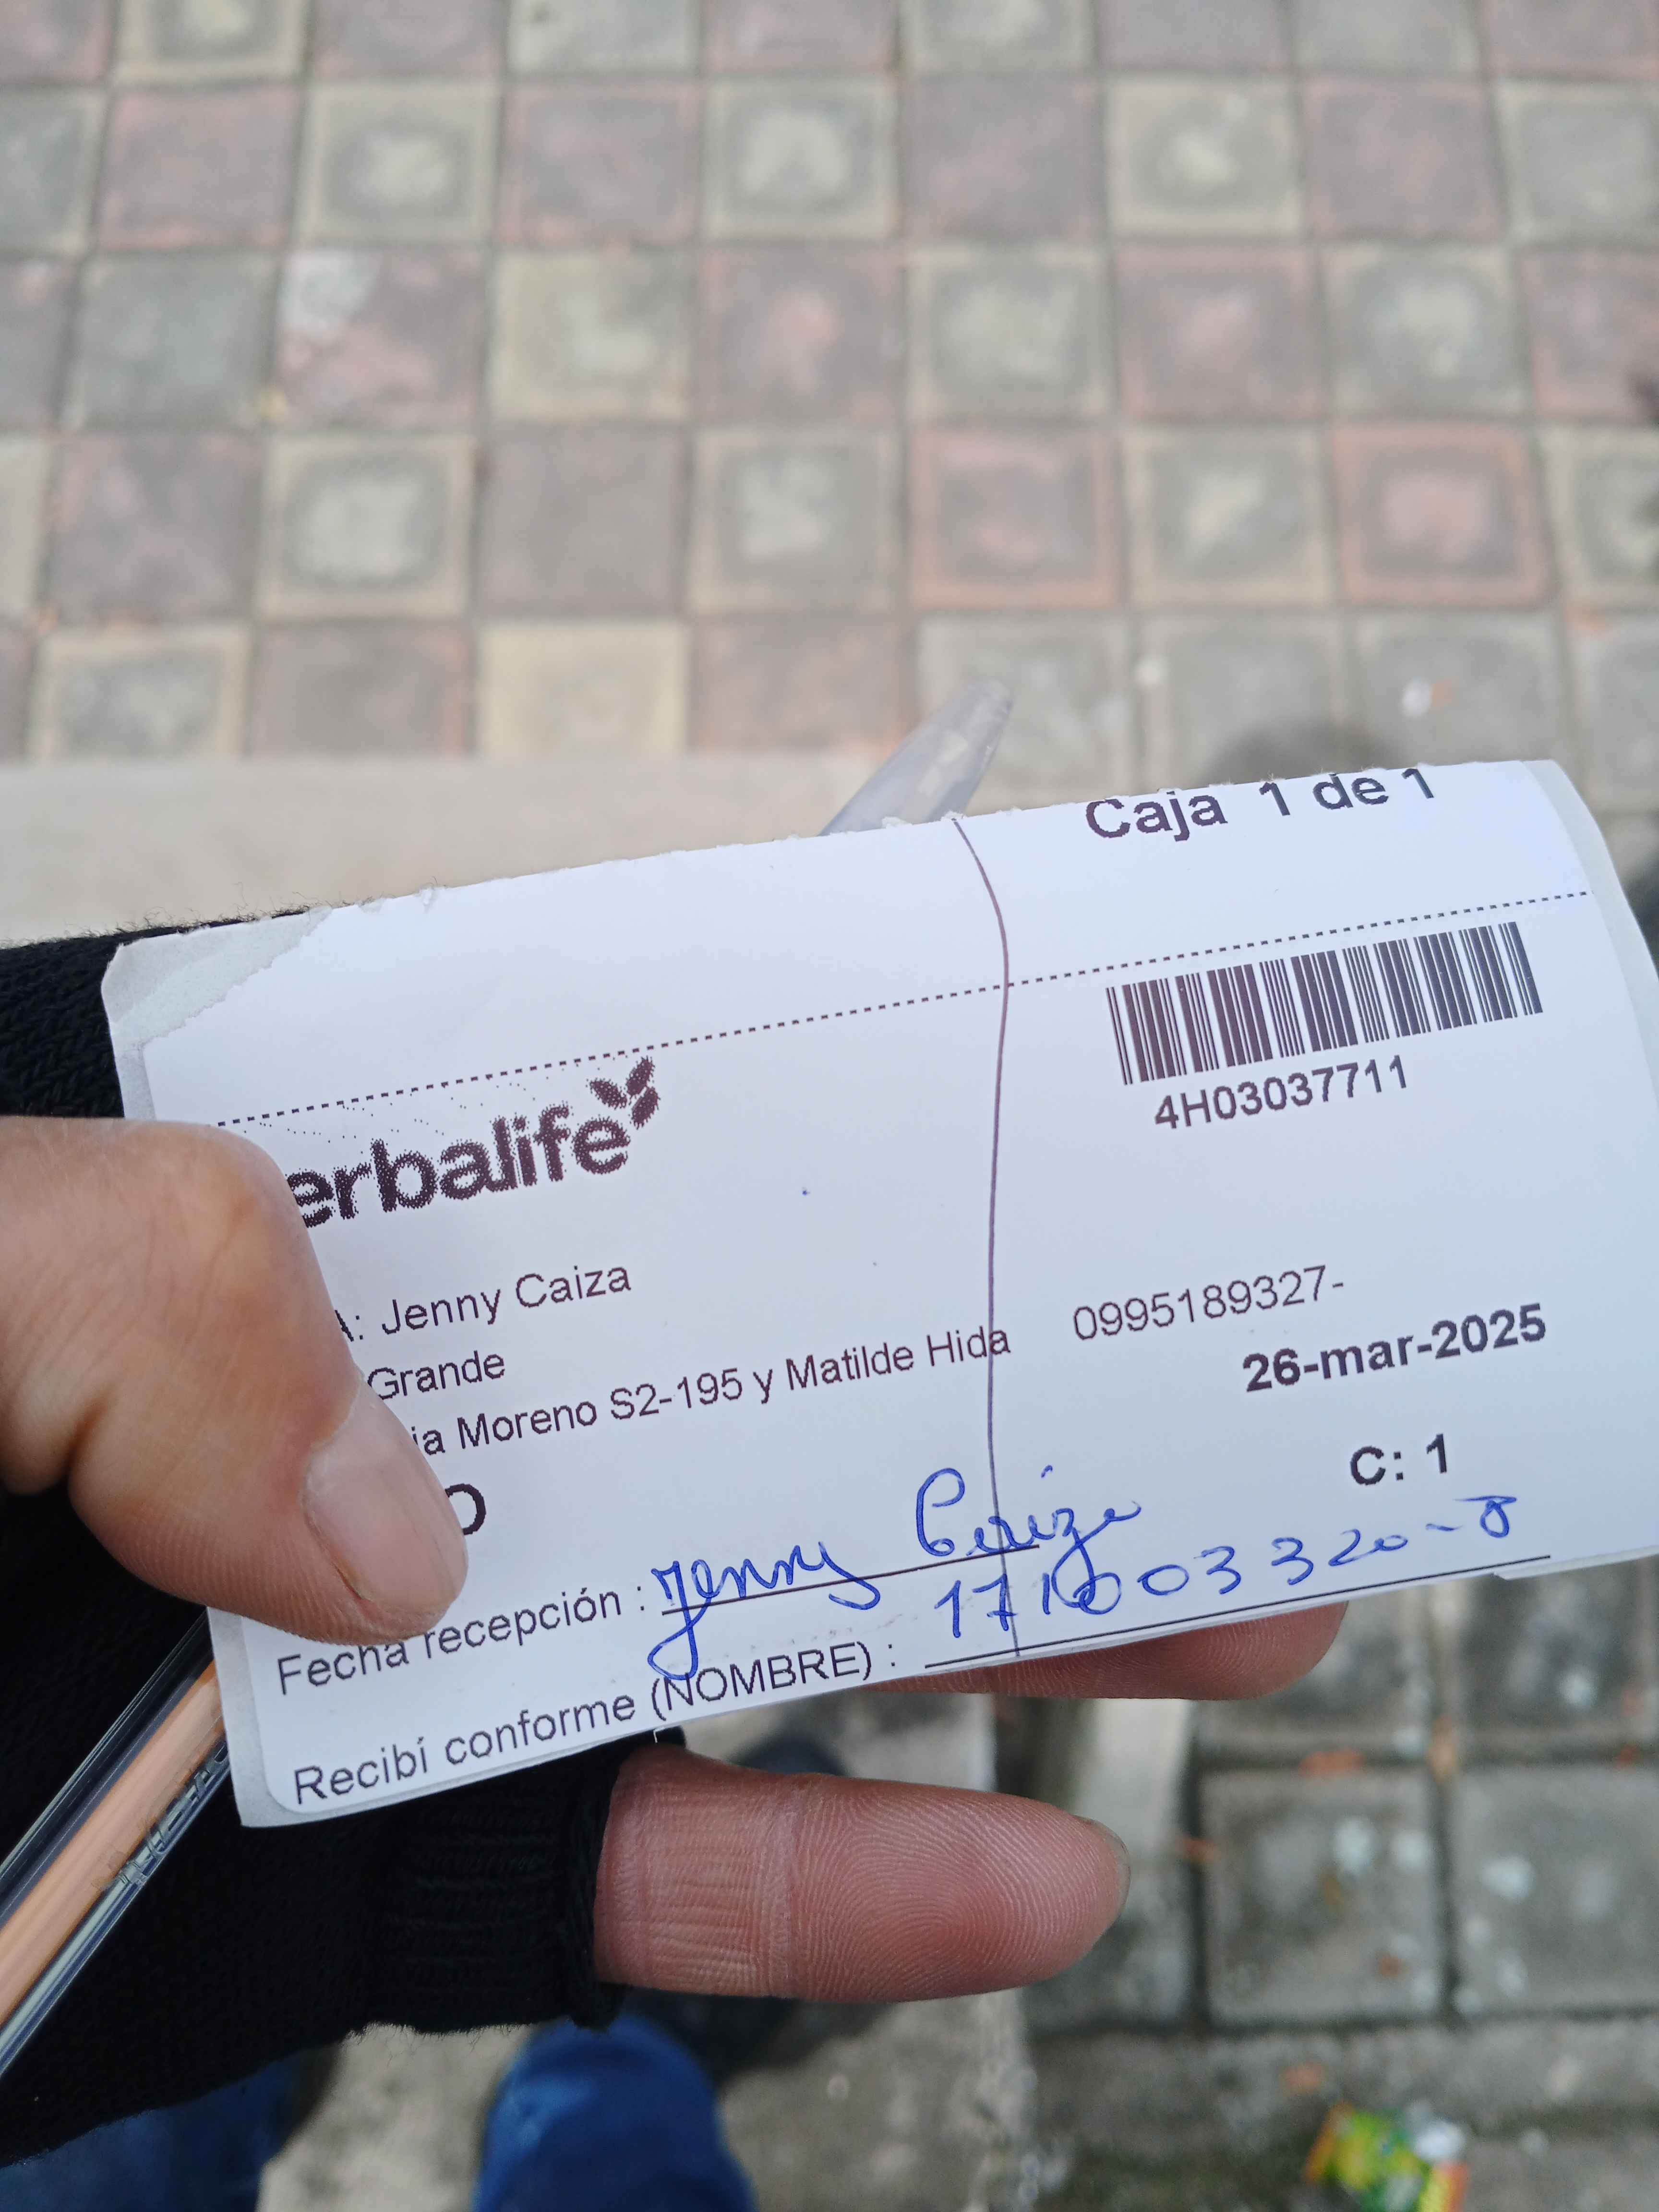 Caja 1 de 1
4H03037711
erbalife
A: Jenny Caiza
0995189327-
Grande
26-mar-2025
ia Moreno S2-195 y Matilde Hida
C: 1
O
Fecha recepción : Jenny Caiza
Recibí conforme (NOMBRE) :